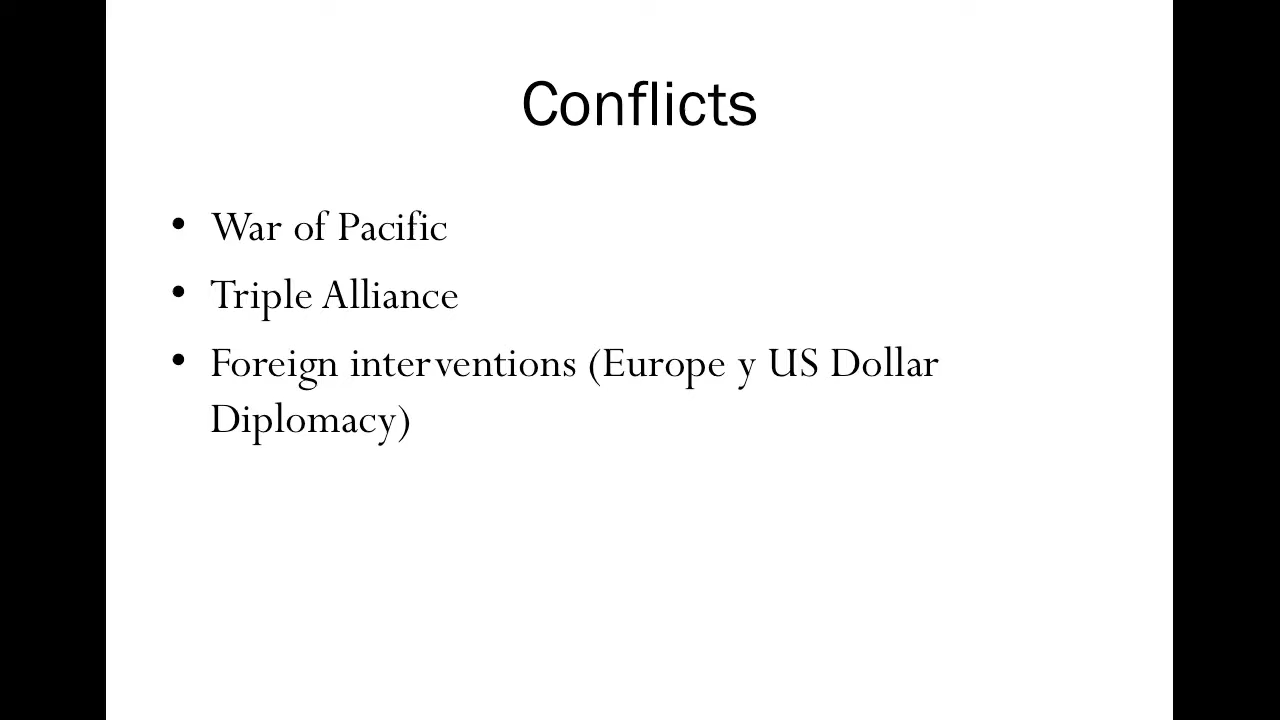 Conflicts
• War of Pacific
• Triple Alliance
• Foreign interventions (Europe y US Dollar
Diplomacy)